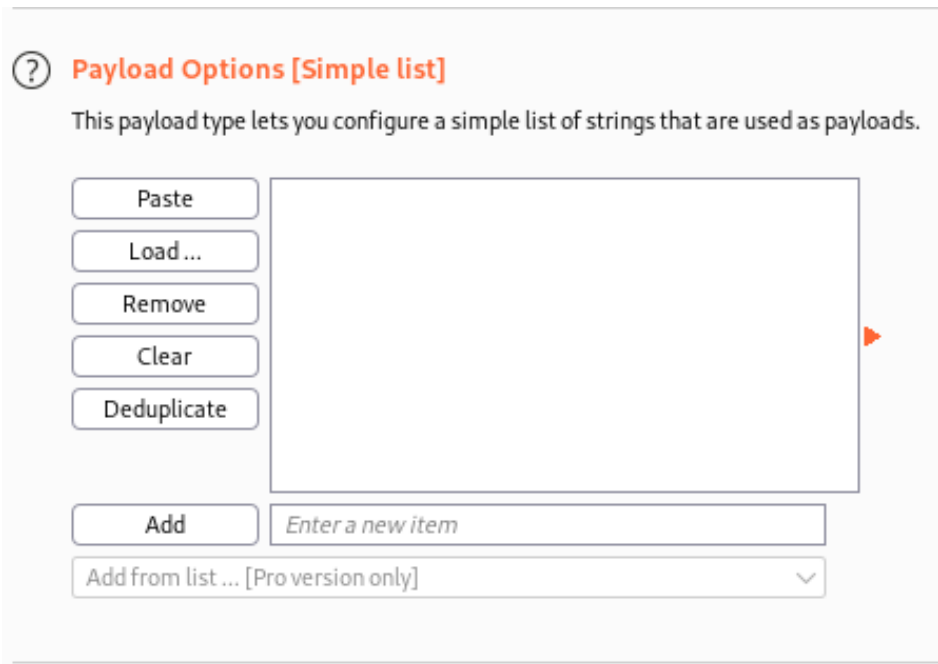 ?
Payload Options [Simple list]
This payload type lets you configure a simple list of strings that are used as payloads.
Paste
Load ...
Remove
Clear
Deduplicate
Add
Enter a new item
Add from list ... [Pro version only]